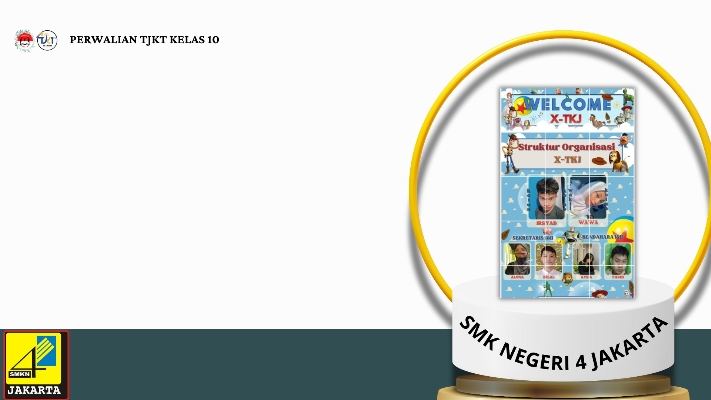 PERWALIAN TJKT KELAS 10
WELCOME
X-TKJ
Struktur Organisasi
X-TKJ
IRSYAD
WAWA
SEKRETARIS
BENDAHARA
SMK NEGERI 4 JAKARTA
4
SMKN
JAKARTA